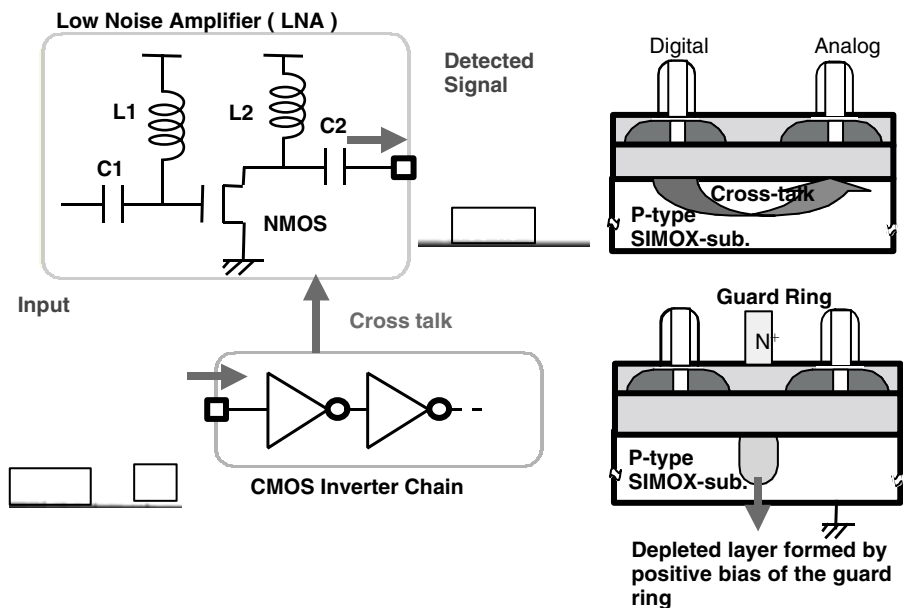 Low Noise Amplifier ( LNA )
L1
L2
C2
C1
NMOS
Detected
Signal
Input
Cross talk
CMOS Inverter Chain
Digital
Analog
Cross-talk
P-type
SIMOX-sub.
Guard Ring
N+
P-type
SIMOX-sub.
Depleted layer formed by
positive bias of the guard
ring